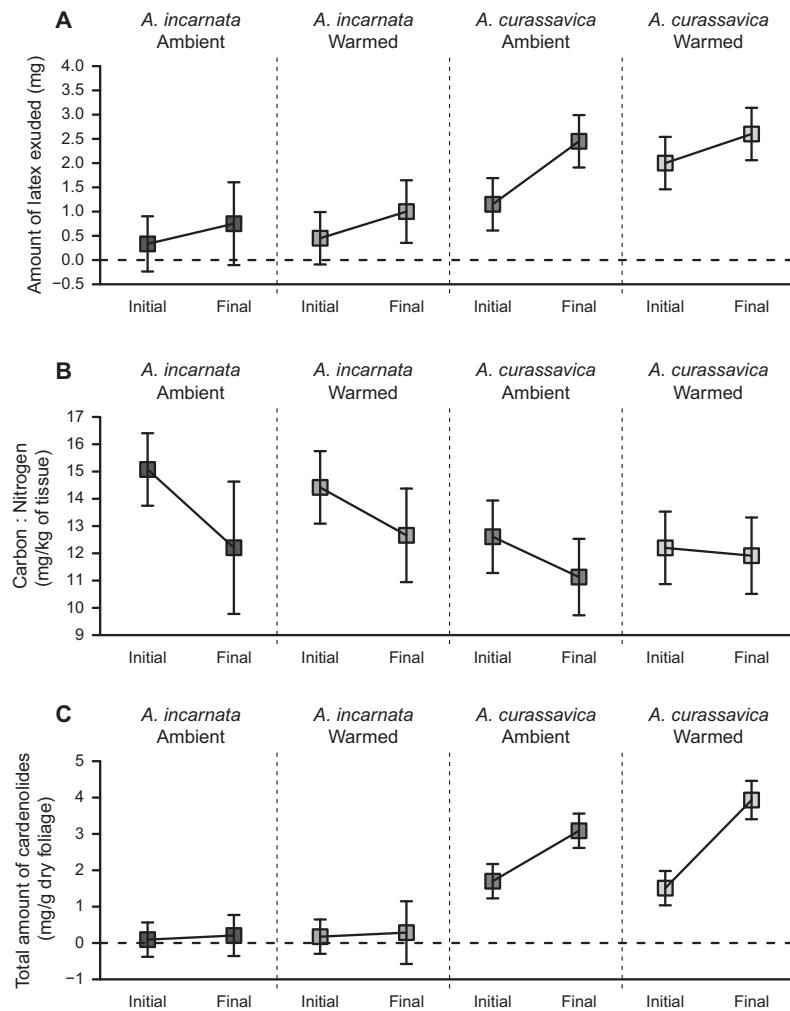 A
A. incarnata A. incarnata A. curassavica A. curassavica
Ambient Warmed Ambient Warmed
Amount of latex exuded (mg)
4.0
3.5
3.0
2.5
2.0
1.5
1.0
0.5
0.0
−0.5
Initial Final Initial Final Initial Final Initial Final
B
A. incarnata A. incarnata A. curassavica A. curassavica
Ambient Warmed Ambient Warmed
Carbon : Nitrogen
(mg/kg of tissue)
17
16
15
14
13
12
11
10
9
Initial Final Initial Final Initial Final Initial Final
C
A. incarnata A. incarnata A. curassavica A. curassavica
Ambient Warmed Ambient Warmed
Total amount of cardenolides
(mg/g dry foliage)
5
4
3
2
1
0
−1
Initial Final Initial Final Initial Final Initial Final